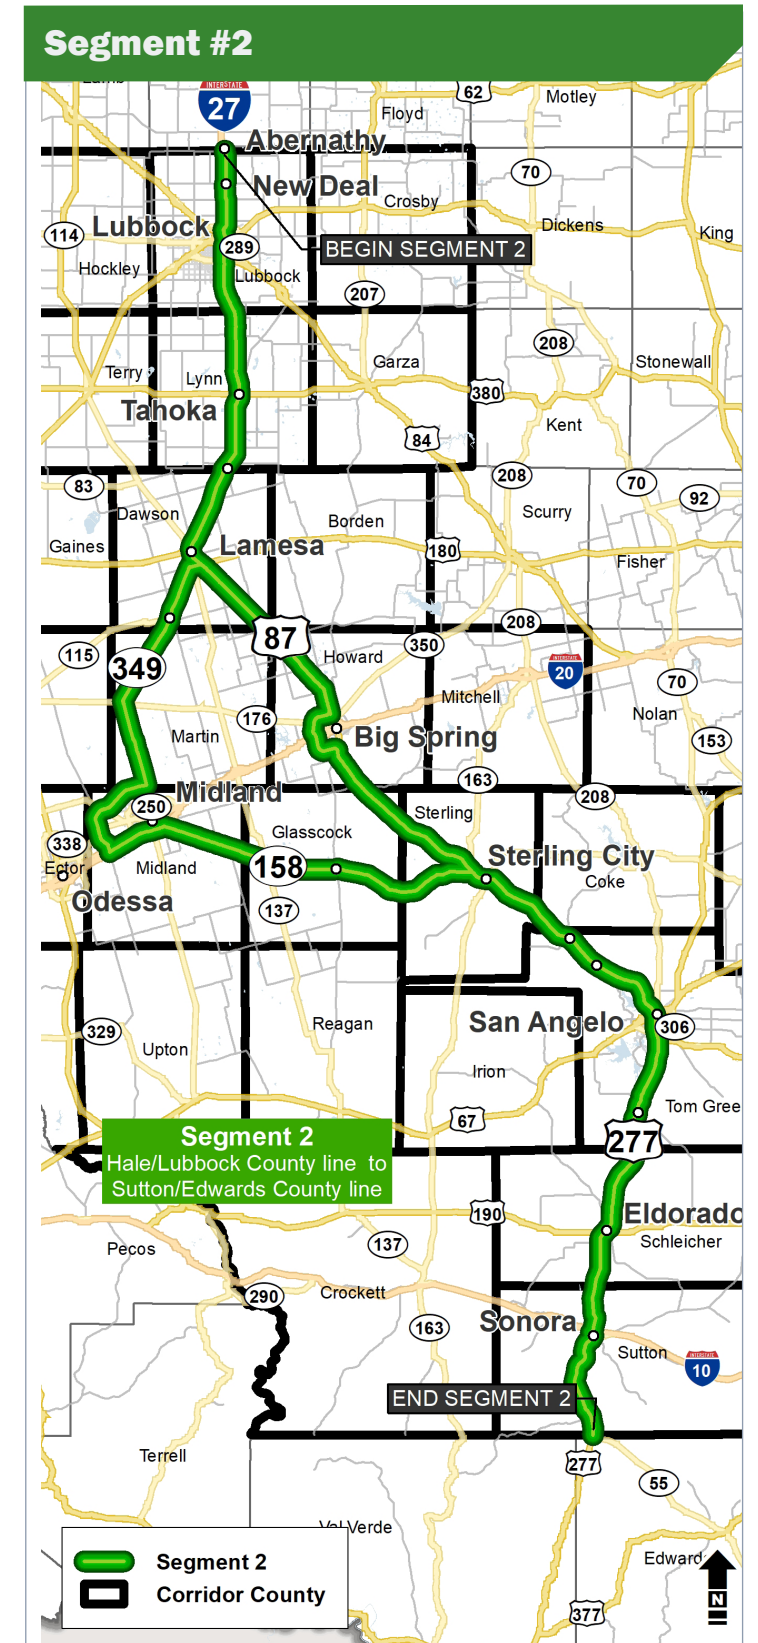 Segment #2
INTERSTATE
27
62
Motley
Floyd
Abernathy
70
New Deal
Crosby
Lubbock
114
Dickens
King
289
BEGIN SEGMENT 2
Hockley
Lubbock
207
208
Terry
Lynn
Garza
Stonewall
380
Tahoka
Kent
84
83
208
70
92
Dawson
Scurry
Borden
Gaines
Lamesa
180
Fisher
208
87
115
349
350
Howard
INTERSTATE
20
Mitchell
70
Nolan
176
Martin
Big Spring
153
163
Midland
208
250
Sterling
Glasscock
338
Sterling City
Ector
Midland
158
Coke
Odessa
137
San Angelo
306
329
Reagan
Upton
Irion
Tom Gree
67
Segment 2
Hale/Lubbock County line to
Sutton/Edwards County line
277
190
Eldorado
Pecos
137
Schleicher
290
Crockett
163
Sonora
Sutton
INTERSTATE
10
END SEGMENT 2
Terrell
277
55
Val Verde
Edward
Segment 2
Corridor County
N
377